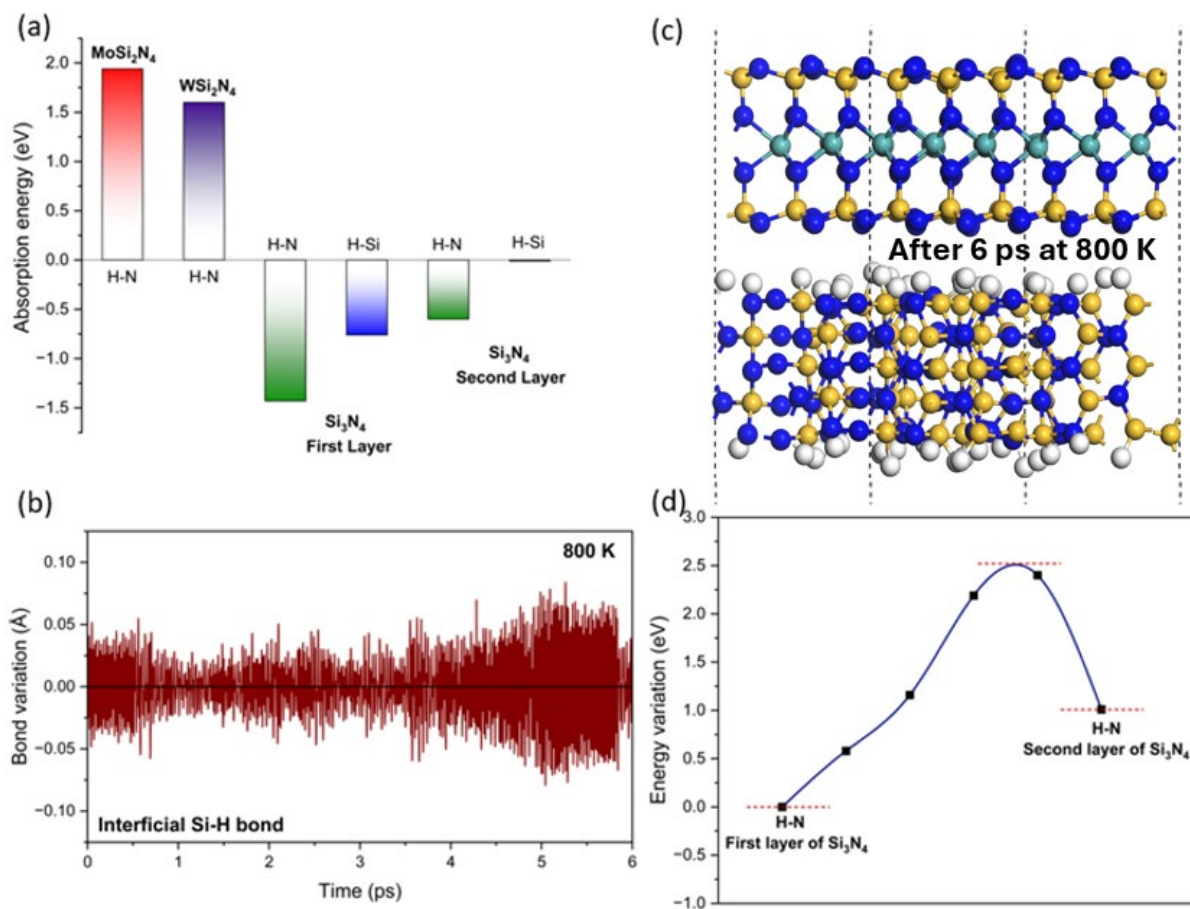 (a)
MoSi2N4
WSi2N4
H-N
H-Si
H-N
H-Si
H-N
H-N
Si3N4
Second Layer
Si3N4
First Layer
2.0
1.5
1.0
0.5
0.0
−0.5
−1.0
−1.5
Absorption energy (eV)
(c)
After 6 ps at 800 K
(b)
800 K
0.10
0.05
0.00
−0.05
−0.10
Bond variation (Å)
Interficial Si-H bond
0 1 2 3 4 5 6
Time (ps)
(d)
3.0
2.5
2.0
1.5
1.0
0.5
0.0
−0.5
−1.0
Energy variation (eV)
H-N
Second layer of Si3N4
H-N
First layer of Si3N4